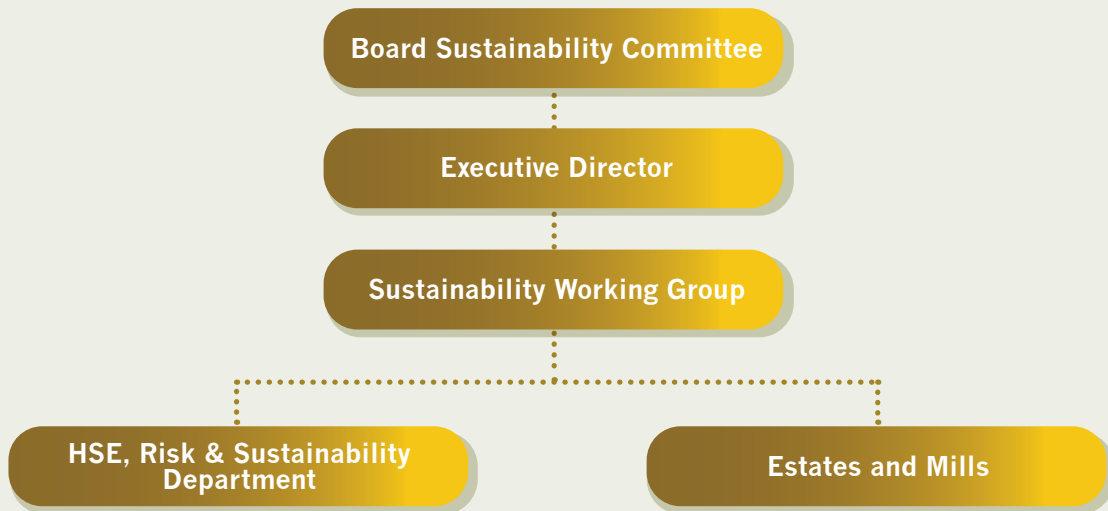 Board Sustainability Committee
Executive Director
Sustainability Working Group
HSE, Risk & Sustainability
Department
Estates and Mills